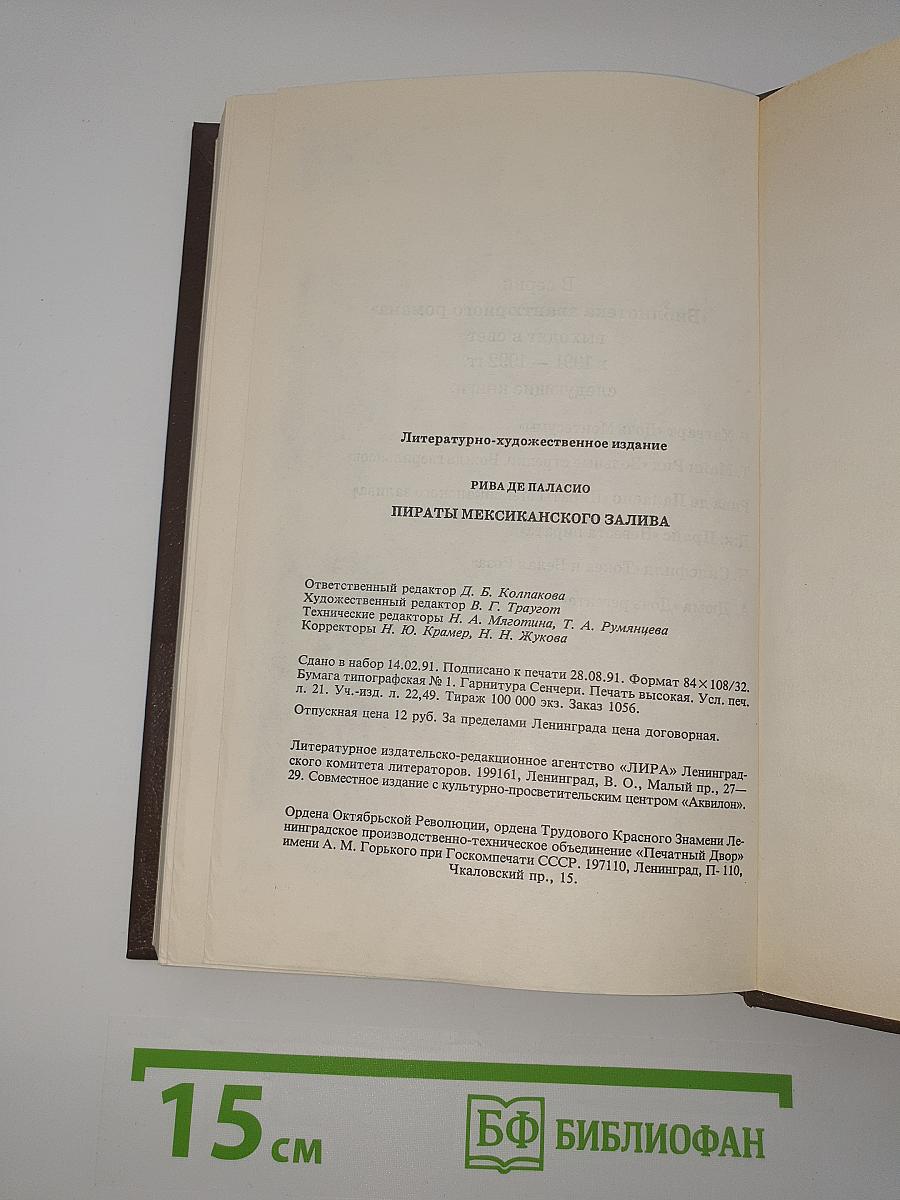 Литературно-художественное издание
РИВА ДЕ ПАЛАСИО
ПИРАТЫ МЕКСИКАНСКОГО ЗАЛИВА
Ответственный редактор Д. Б. Колпакова
Художественный редактор В. Г. Траугот
Технические редакторы Н. А. Мяготина, Т. А. Румянцева
Корректоры Н. Ю. Крамер, Н. Н. Жукова
Сдано в набор 14.02.91. Подписано к печати 28.08.91. Формат 84×108/32.
Бумага типографская № 1. Гарнитура Сенчери. Печать высокая. Усл. печ.
л. 21. Уч.-изд. л. 22,49. Тираж 100 000 экз. Заказ 1056.
Отпускная цена 12 руб. За пределами Ленинграда цена договорная.
Литературное издательско-редакционное агентство «ЛИРА» Ленинград-
ского комитета литераторов. 199161, Ленинград, В. О., Малый пр., 27—
29. Совместное издание с культурно-просветительским центром «Аквилон».
Ордена Октябрьской Революции, ордена Трудового Красного Знамени Ле-
нинградское производственно-техническое объединение «Печатный Двор»
имени А. М. Горького при Госкомпечати СССР. 197110, Ленинград, П-110,
Чкаловский пр., 15.
15 см
БФ БИБЛИОФАН